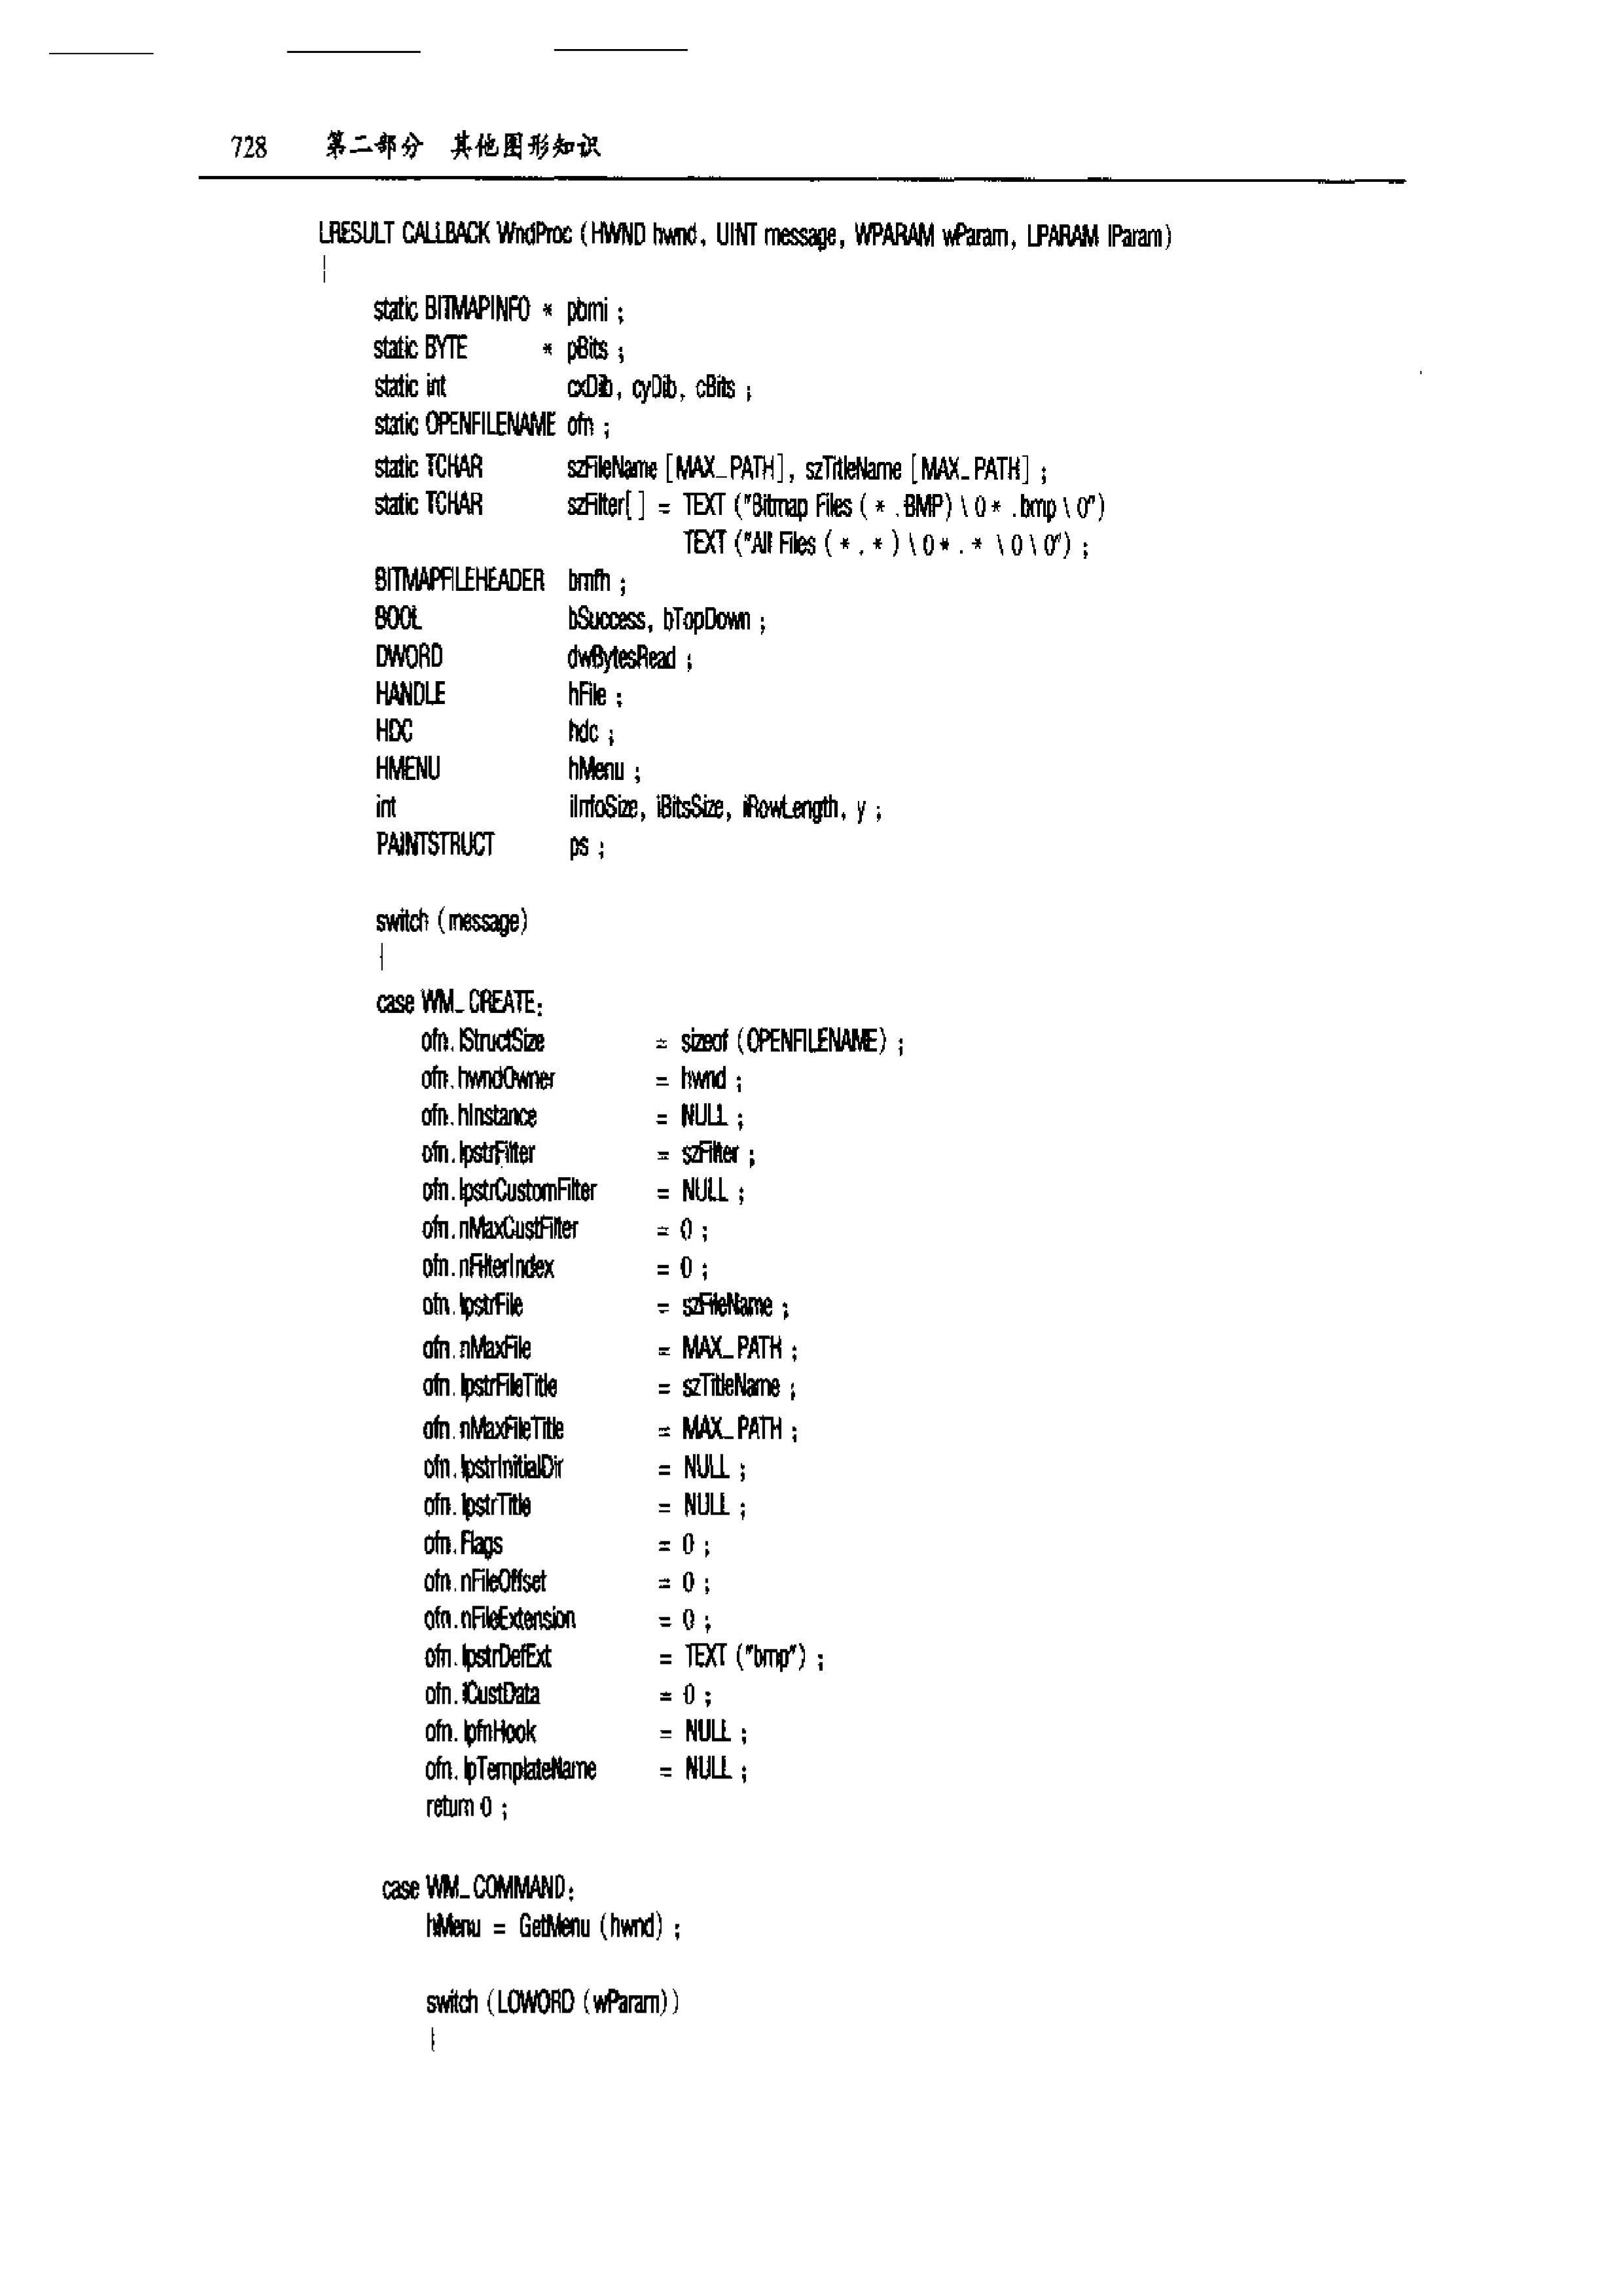 728 第二部分 其他图形知识
LRESULT CALLBACK WndProc (HWND hwnd, UINT message, WPARAM wParam, LPARAM lParam)
{
static BITMAPINFO * pbmi ;
static BYTE * pBits ;
static int cxDib, cyDib, cBits ;
static OPENFILENAME ofn ;
static TCHAR szFileName [MAX_PATH], szTitleName [MAX_PATH] ;
static TCHAR szFilter[ ] = TEXT ("Bitmap Files ( * .BMP) \ 0 * .bmp \ 0")
TEXT ("All Files ( * . * ) \ 0 * . * \ 0 \ 0") ;
BITMAPFILEHEADER bmfh ;
BOOL bSuccess, bTopDown ;
DWORD dwBytesRead ;
HANDLE hFile ;
HDC hdc ;
HMENU hMenu ;
int iInfoSize, iBitsSize, iRowLength, y ;
PAINTSTRUCT ps ;
switch (message)
{
case WM_CREATE:
ofn.lStructSize = sizeof (OPENFILENAME) ;
ofn.hwndOwner = hwnd ;
ofn.hInstance = NULL ;
ofn.lpstrFilter = szFilter ;
ofn.lpstrCustomFilter = NULL ;
ofn.nMaxCustFilter = 0 ;
ofn.nFilterIndex = 0 ;
ofn.lpstrFile = szFileName ;
ofn.nMaxFile = MAX_PATH ;
ofn.lpstrFileTitle = szTitleName ;
ofn.nMaxFileTitle = MAX_PATH ;
ofn.lpstrInitialDir = NULL ;
ofn.lpstrTitle = NULL ;
ofn.Flags = 0 ;
ofn.nFileOffset = 0 ;
ofn.nFileExtension = 0 ;
ofn.lpstrDefExt = TEXT ("bmp") ;
ofn.lCustData = 0 ;
ofn.lpfnHook = NULL ;
ofn.lpTemplateName = NULL ;
return 0 ;
case WM_COMMAND:
hMenu = GetMenu (hwnd) ;
switch (LOWORD (wParam))
{